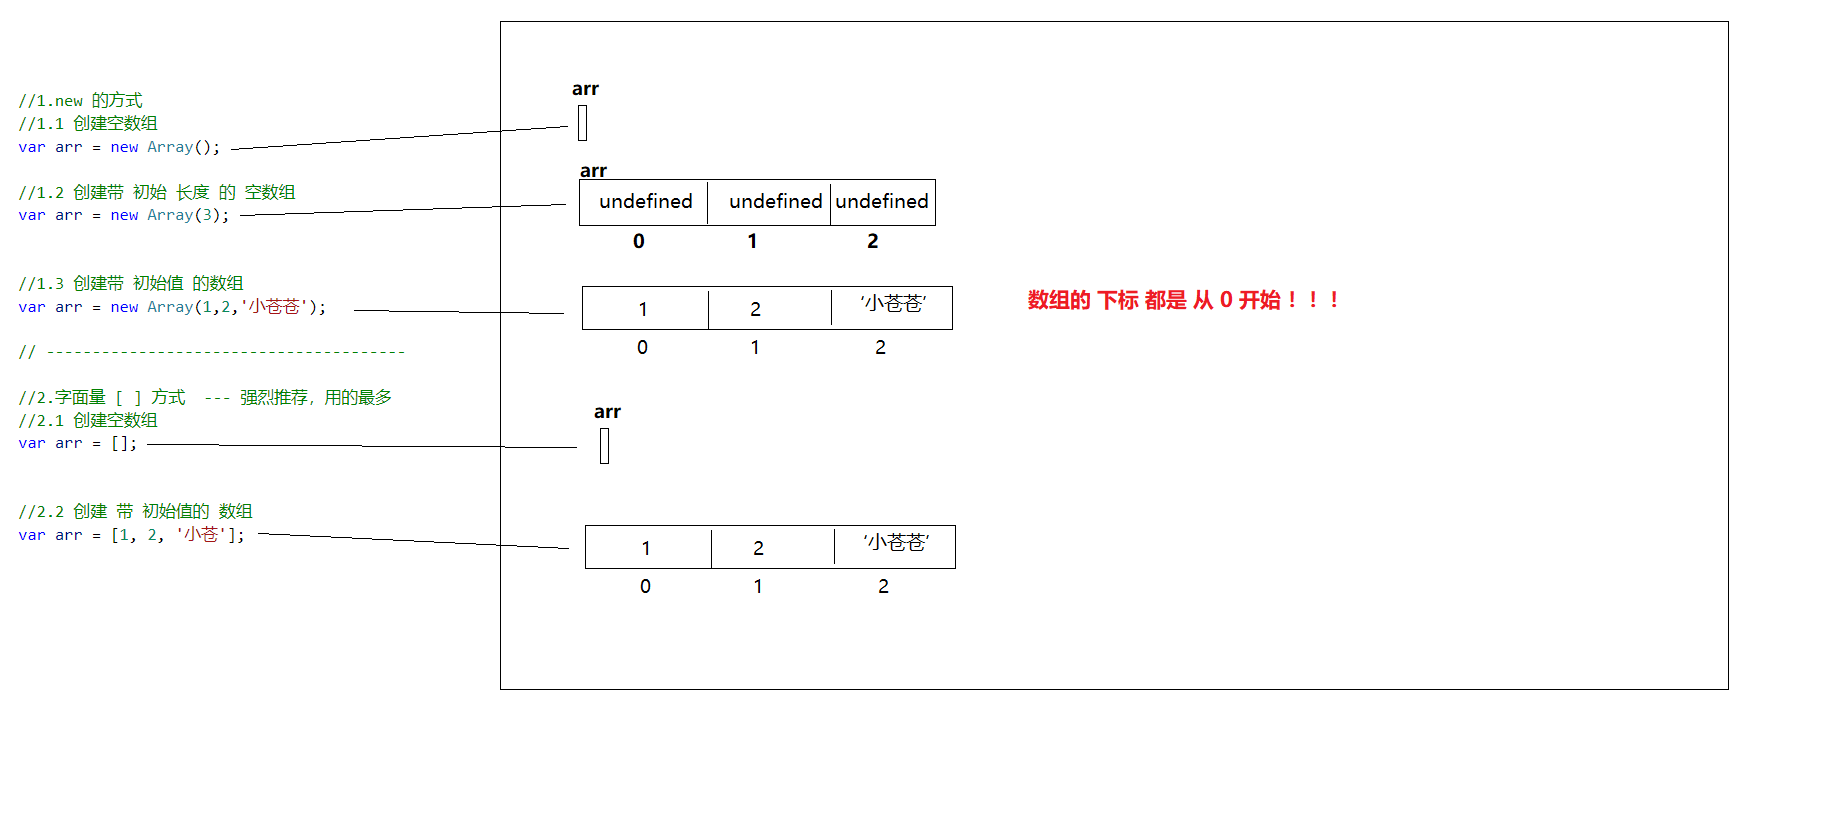 //1.new 的方式
//1.1 创建空数组
var arr = new Array();
//1.2 创建带 初始 长度 的 空数组
var arr = new Array(3);
//1.3 创建带 初始值 的数组
var arr = new Array(1,2,'小苍苍');
// ---------------------------------------
//2.字面量 [ ] 方式  --- 强烈推荐，用的最多
//2.1 创建空数组
var arr = [];
//2.2 创建 带 初始值的 数组
var arr = [1, 2, '小苍'];
arr
arr
undefined undefined undefined
0 1 2
1 2 ‘小苍苍’
0 1 2
arr
1 2 ‘小苍苍’
0 1 2
数组的 下标 都是 从 0 开始！！！